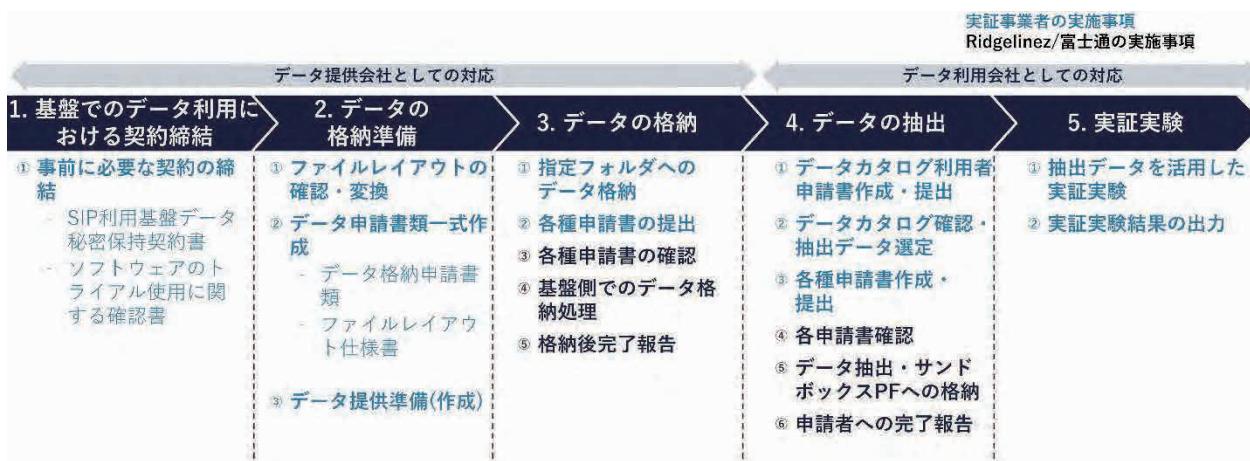 実証事業者の実施事項
Ridgelinez/富士通の実施事項
データ提供会社としての対応
データ利用会社としての対応
1. 基盤でのデータ利用に
おける契約締結
2. データの
格納準備
3. データの格納
4. データの抽出
5. 実証実験
① 事前に必要な契約の締
結
- SIP利用基盤データ
秘密保持契約書
- ソフトウェアのト
ライアル使用に関
する確認書
① ファイルレイアウトの
確認・変換
② データ申請書類一式作
成
- データ格納申請書
類
- ファイルレイアウ
ト仕様書
③ データ提供準備(作成)
① 指定フォルダへの
データ格納
② 各種申請書の提出
③ 各種申請書の確認
④ 基盤側でのデータ格
納処理
⑤ 格納後完了報告
① データカタログ利用者
申請書作成・提出
② データカタログ確認・
抽出データ選定
③ 各種申請書作成・
提出
④ 各申請書確認
⑤ データ抽出・サンド
ボックスPFへの格納
⑥ 申請者への完了報告
① 抽出データを活用した
実証実験
② 実証実験結果の出力